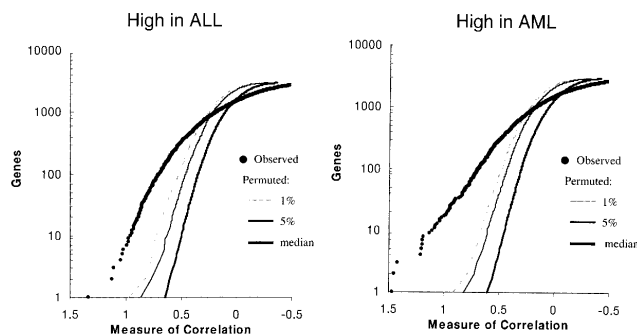 High in ALL
10000
1000
100
10
1
Genes
Observed
Permuted:
1%
5%
median
1.5
1
0.5
0
-0.5
Measure of Correlation
High in AML
10000
1000
100
10
1
Genes
Observed
Permuted:
1%
5%
median
1.5
1
0.5
0
-0.5
Measure of Correlation